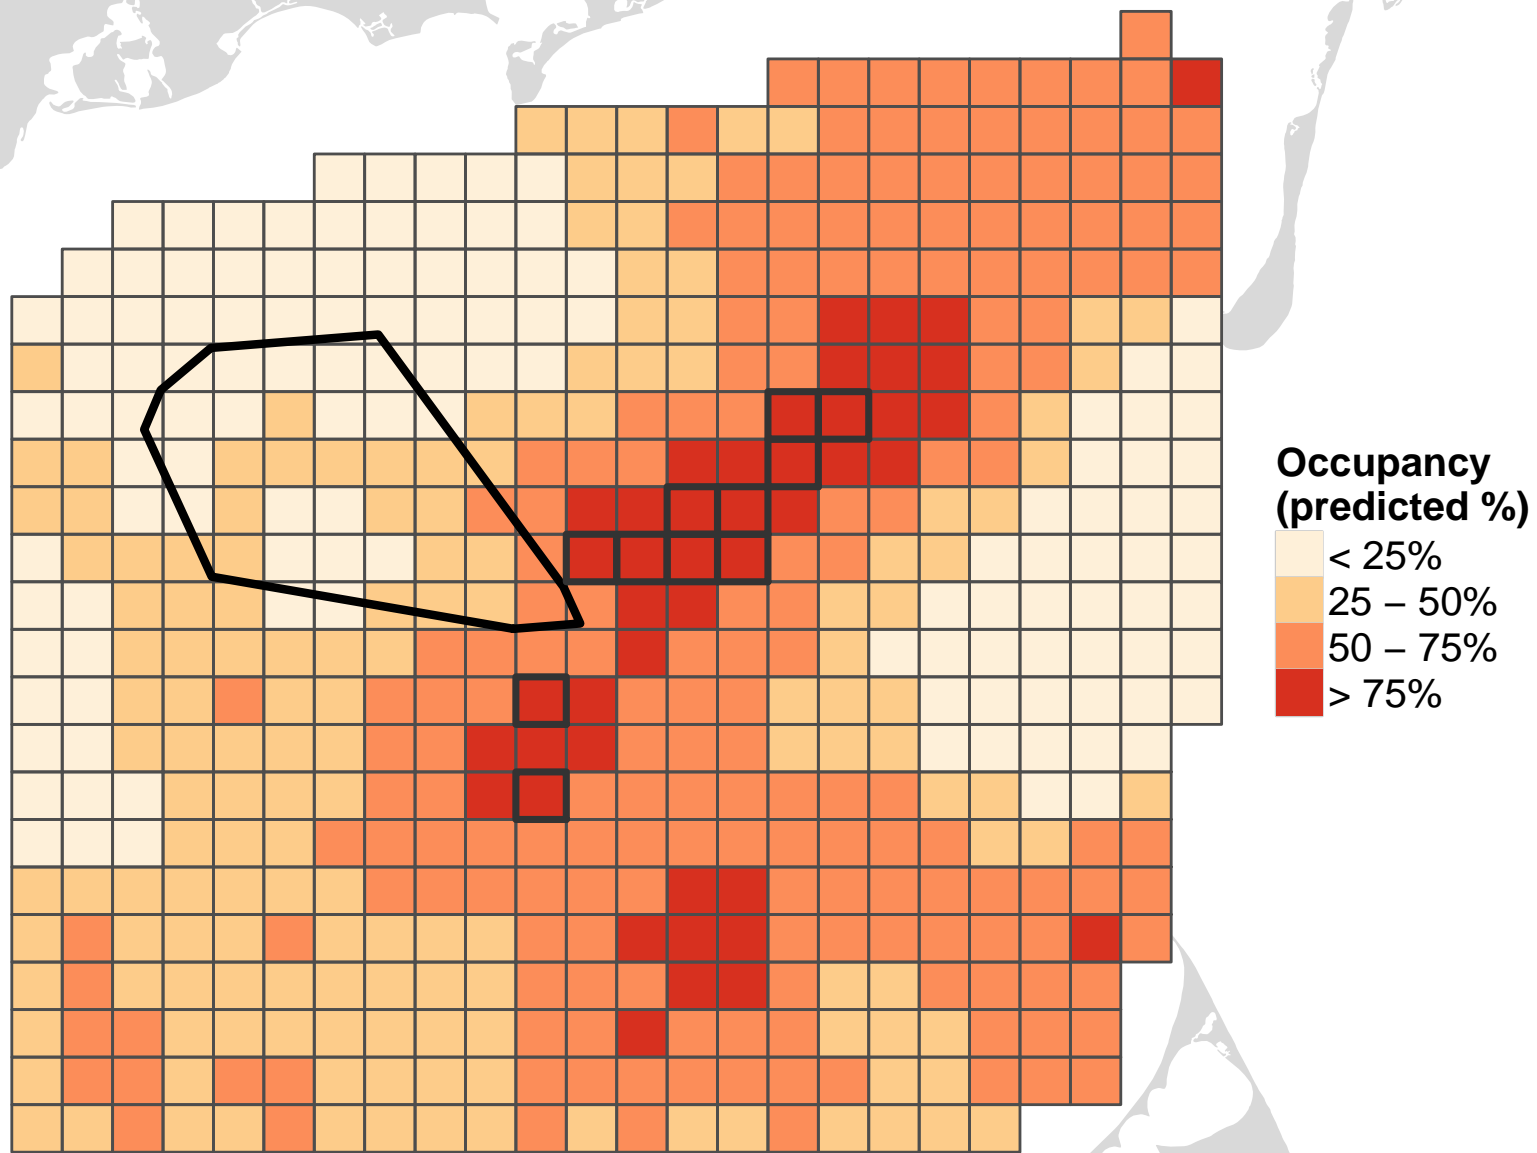 Occupancy
(predicted %)
< 25%
25 – 50%
50 – 75%
> 75%